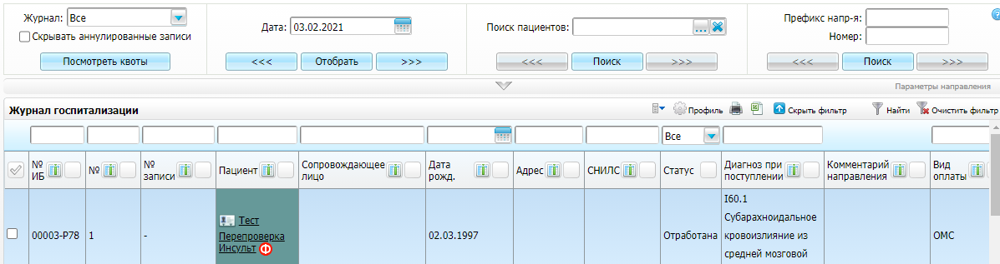 Журнал: Все
Скрывать аннулированные записи
Посмотреть квоты
Дата: 03.02.2021
<<< Отобрать >>>
Поиск пациентов: ...
<<< Поиск >>>
Префикс напр-я:
Номер:
<<< Поиск >>>
Параметры направления
Журнал госпитализации
Профиль Скрыть фильтр Найти Очистить фильтр
Все
№ ИБ
№
№ записи
Пациент
Сопровождающее лицо
Дата рожд.
Адрес
СНИЛС
Статус
Диагноз при поступлении
Комментарий направления
Вид оплаты
00003-P78
1
-
Тест
Перепроверка
Инсульт Ф
02.03.1997
Отработана
I60.1
Субарахноидальное
кровоизлияние из
средней мозговой
ОМС